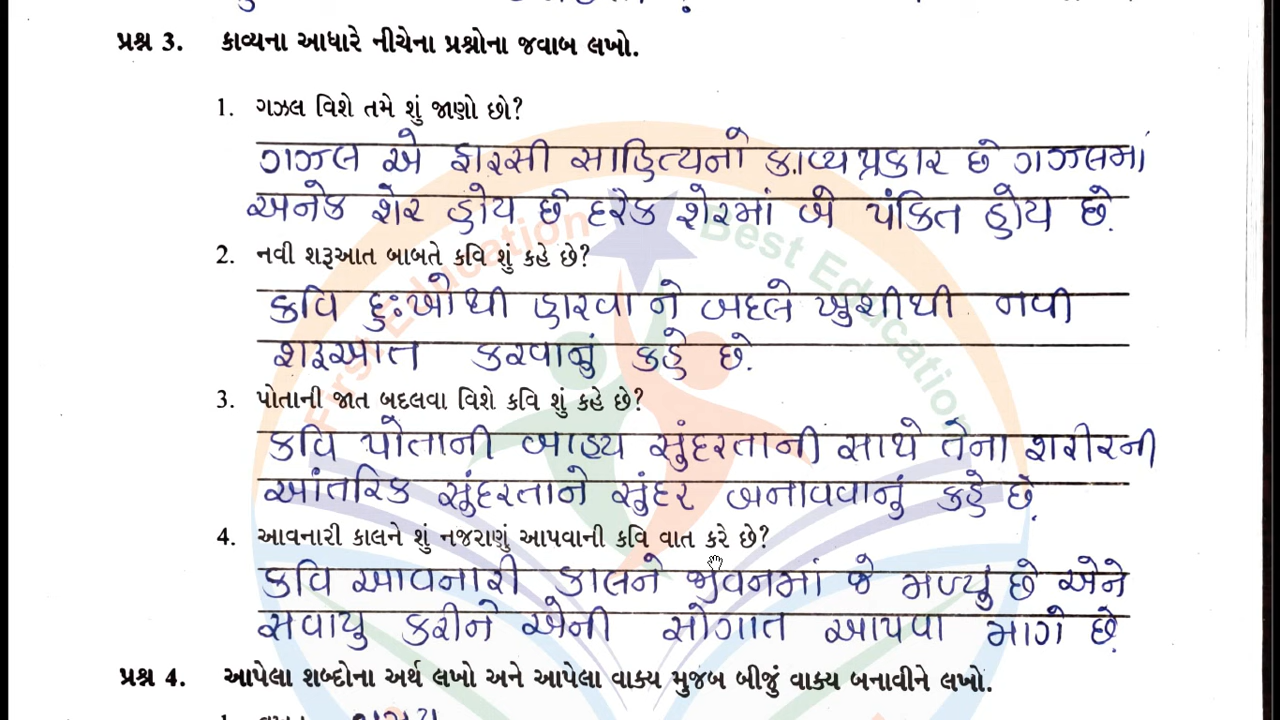 પ્રશ્ન 3. કાવ્યના આધારે નીચેના પ્રશ્નોના જવાબ લખો.
1. ગઝલ વિશે તમે શું જાણો છો?
ગઝલ એ ફારસી સાહિત્યનો કાવ્યપ્રકાર છે ગઝલમાં
અનેક શેર હોય છે દરેક શેરમાં બે પંકિત હોય છે.
2. નવી શરૂઆત બાબતે કવિ શું કહે છે?
કવિ દુઃખોથી હારવા ને બદલે ખુશીથી નવી
શરૂઆત કરવાનું કહે છે.
3. પોતાની જાત બદલવા વિશે કવિ શું કહે છે?
કવિ પોતાની બાહ્ય સુંદરતાની સાથે તેના શરીરની
આંતરિક સુંદરતાને સુંદર બનાવવાનું કહે છે.
4. આવનારી કાલને શું નજરાણું આપવાની કવિ વાત કરે છે?
કવિ આવનારી કાલને જીવનમાં જે મળ્યુ છે એને
સવાયુ કરીને એની સોગાત આપવા માગે છે.
પ્રશ્ન 4. આપેલા શબ્દોના અર્થ લખો અને આપેલા વાક્ય મુજબ બીજું વાક્ય બનાવીને લખો.
First Education Best Education